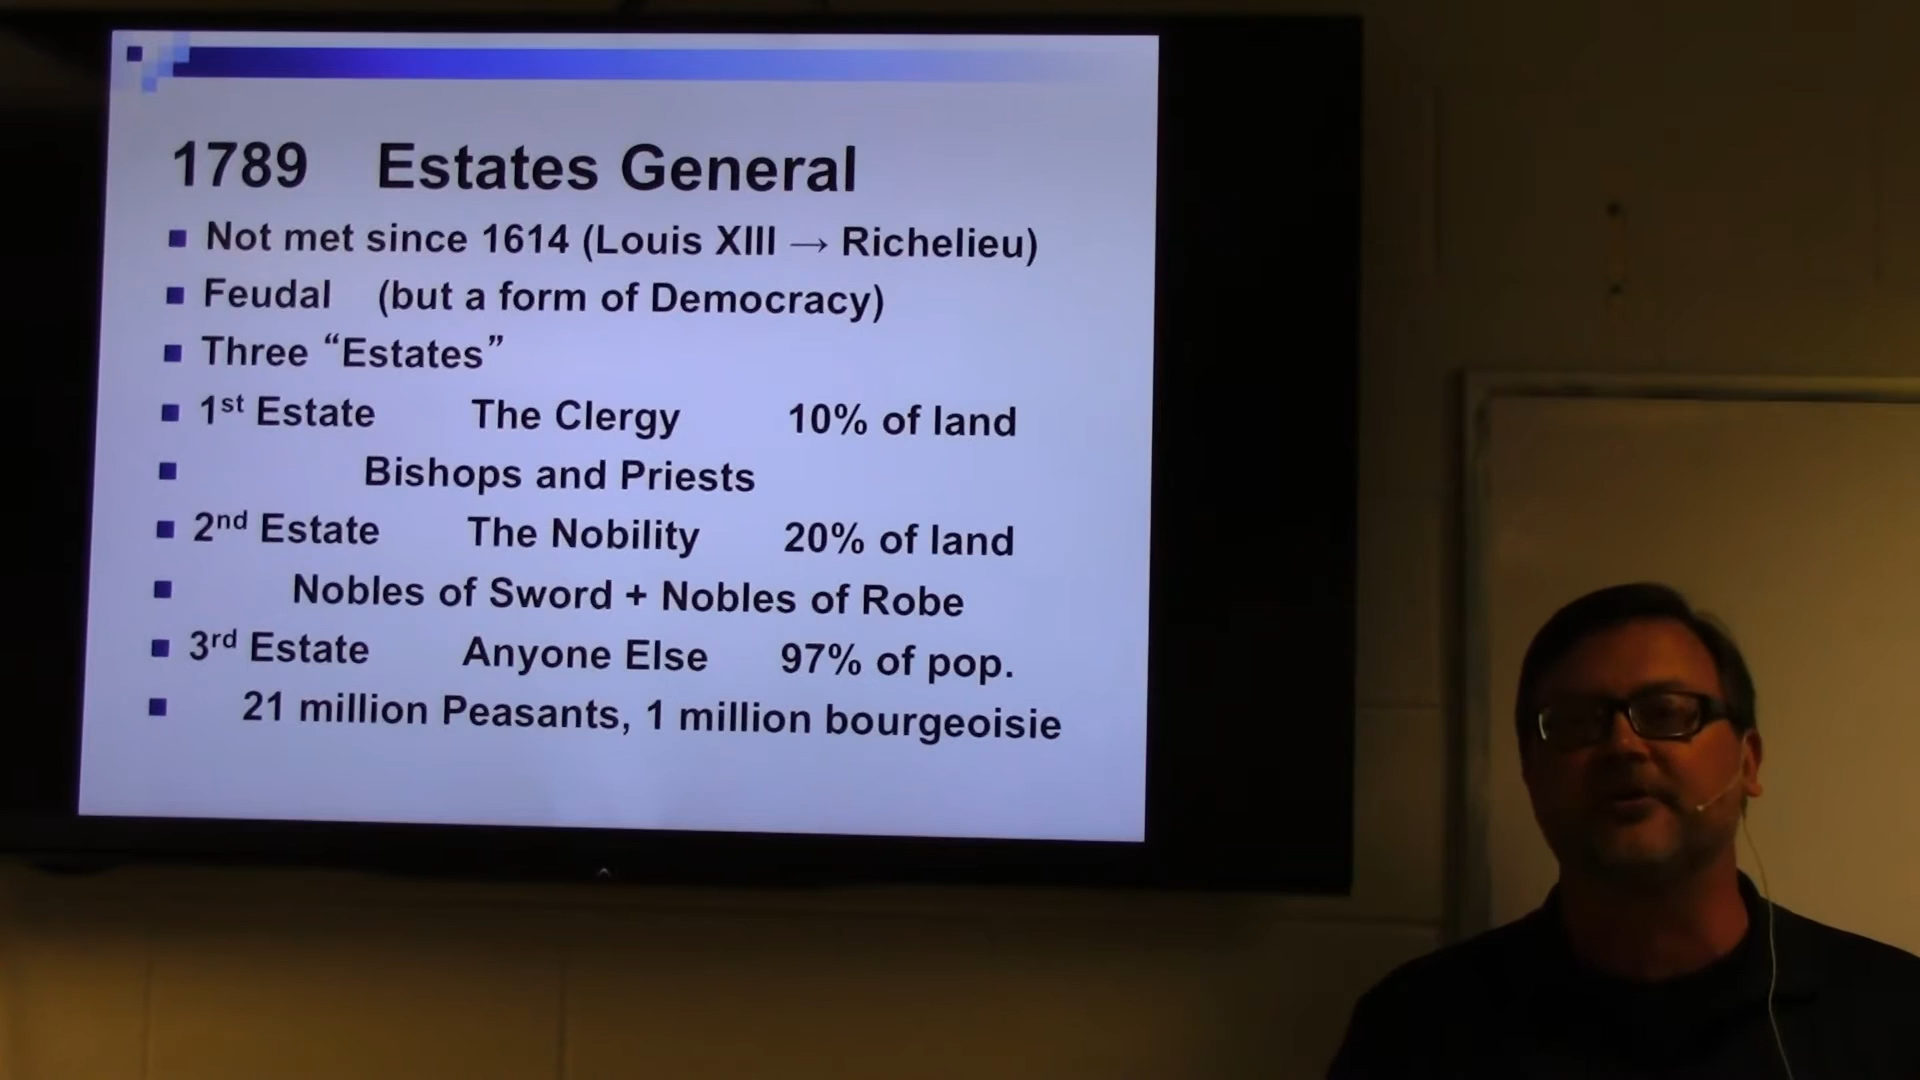 1789 Estates General
Not met since 1614 (Louis XIII → Richelieu)
Feudal (but a form of Democracy)
Three “Estates”
1st Estate The Clergy 10% of land
Bishops and Priests
2nd Estate The Nobility 20% of land
Nobles of Sword + Nobles of Robe
3rd Estate Anyone Else 97% of pop.
21 million Peasants, 1 million bourgeoisie